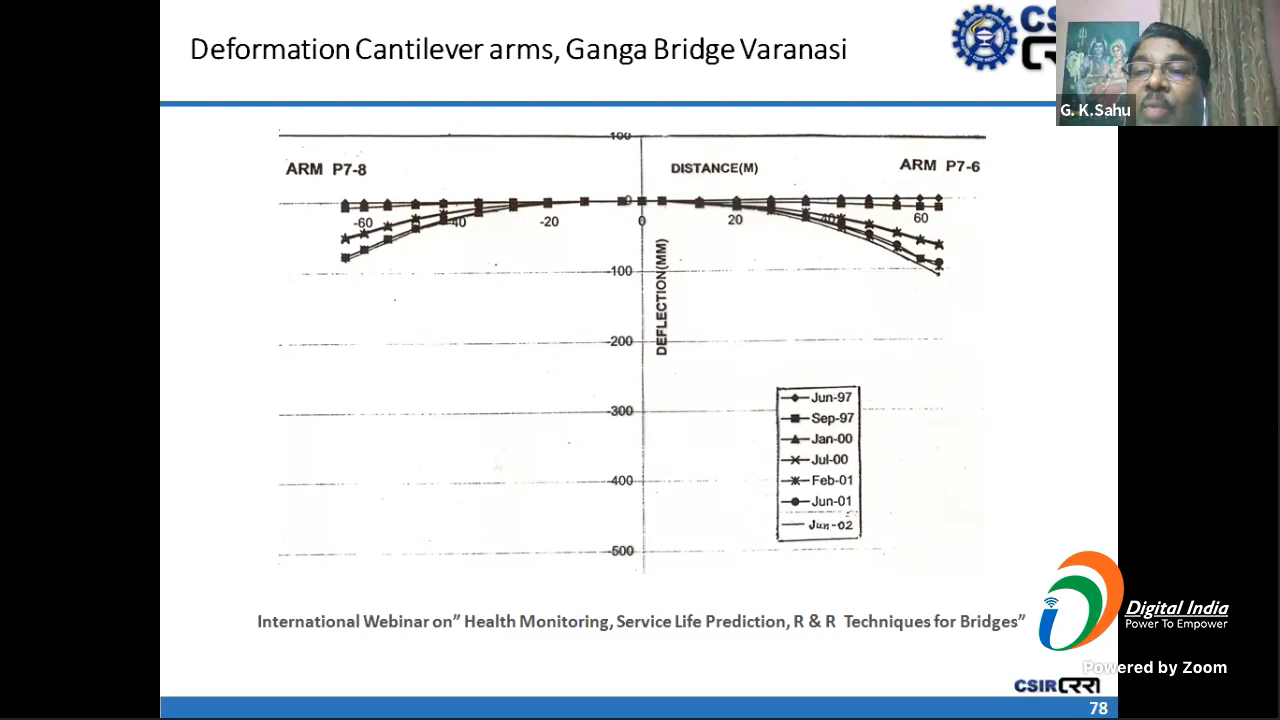 Deformation Cantilever arms, Ganga Bridge Varanasi
G. K.Sahu
100
ARM P7-8
DISTANCE(M)
ARM P7-6
0
-60
-40
-20
0
20
40
60
DEFLECTION(MM)
-100
-200
-300
-400
-500
Jun-97
Sep-97
Jan-00
Jul-00
Feb-01
Jun-01
Jun-02
International Webinar on” Health Monitoring, Service Life Prediction, R & R Techniques for Bridges”
Digital India
Power To Empower
Powered by Zoom
CSIR CRRI
78